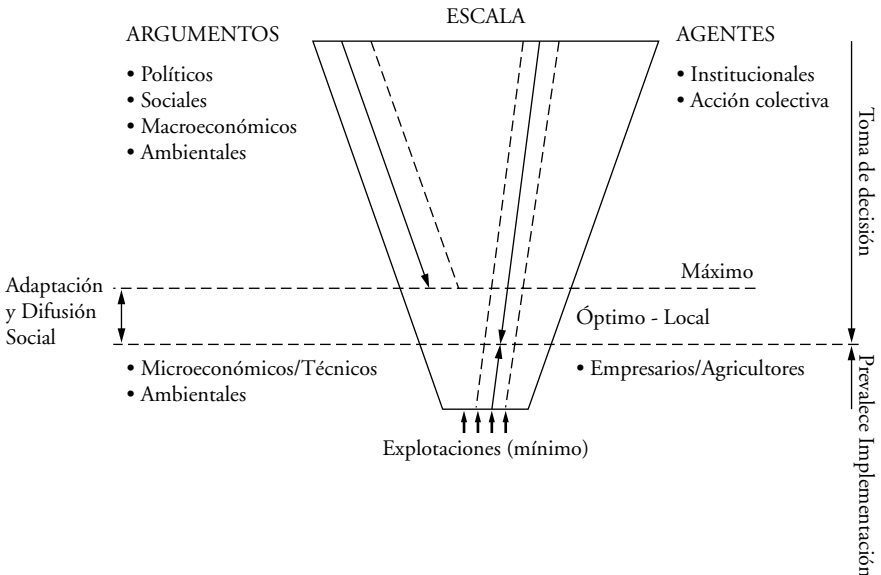 ESCALA
ARGUMENTOS
• Políticos
• Sociales
• Macroeconómicos
• Ambientales
AGENTES
• Institucionales
• Acción colectiva
Toma de decisión
Máximo
Adaptación
y Difusión
Social
Óptimo - Local
• Microeconómicos/Técnicos
• Ambientales
• Empresarios/Agricultores
Prevalece Implementación
Explotaciones (mínimo)